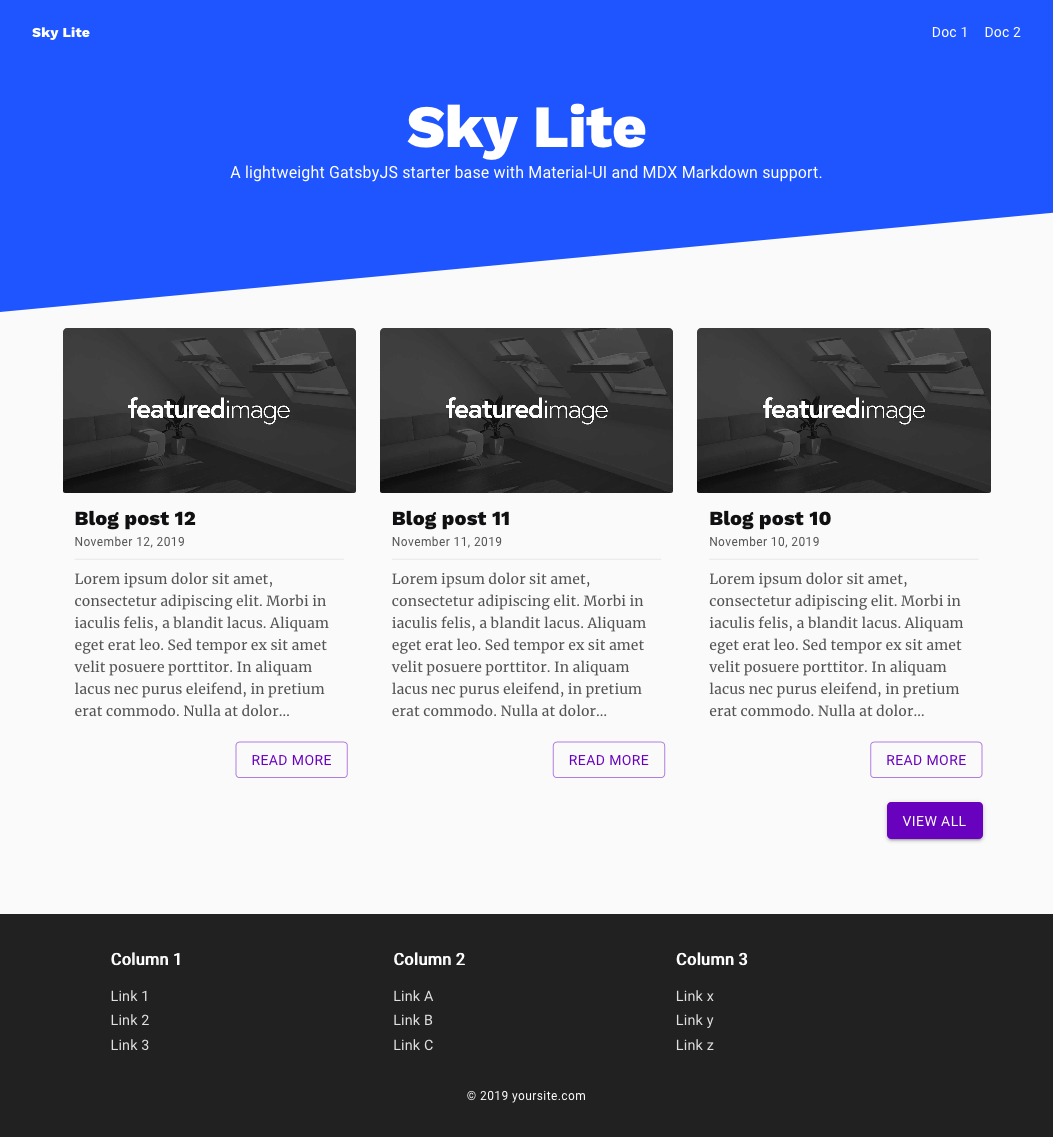 Sky Lite
Doc 1 Doc 2
Sky Lite
A lightweight GatsbyJS starter base with Material-UI and MDX Markdown support.
featuredimage
Blog post 12
November 12, 2019
Lorem ipsum dolor sit amet,
consectetur adipiscing elit. Morbi in
iaculis felis, a blandit lacus. Aliquam
eget erat leo. Sed tempor ex sit amet
velit posuere porttitor. In aliquam
lacus nec purus eleifend, in pretium
erat commodo. Nulla at dolor…
READ MORE
featuredimage
Blog post 11
November 11, 2019
Lorem ipsum dolor sit amet,
consectetur adipiscing elit. Morbi in
iaculis felis, a blandit lacus. Aliquam
eget erat leo. Sed tempor ex sit amet
velit posuere porttitor. In aliquam
lacus nec purus eleifend, in pretium
erat commodo. Nulla at dolor…
READ MORE
featuredimage
Blog post 10
November 10, 2019
Lorem ipsum dolor sit amet,
consectetur adipiscing elit. Morbi in
iaculis felis, a blandit lacus. Aliquam
eget erat leo. Sed tempor ex sit amet
velit posuere porttitor. In aliquam
lacus nec purus eleifend, in pretium
erat commodo. Nulla at dolor…
READ MORE
VIEW ALL
Column 1
Link 1
Link 2
Link 3
Column 2
Link A
Link B
Link C
Column 3
Link x
Link y
Link z
© 2019 yoursite.com